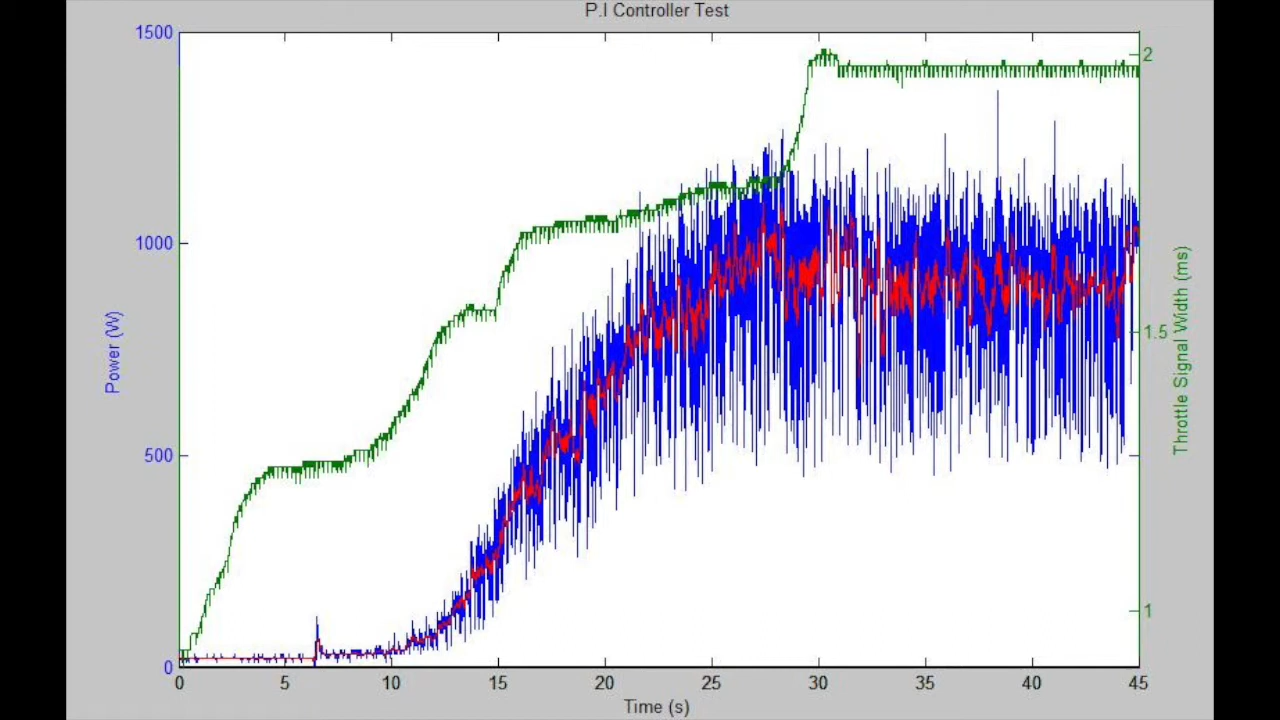 P.I Controller Test
1500
1000
500
0
Power (W)
2
1.5
1
Throttle Signal Width (ms)
0 5 10 15 20 25 30 35 40 45
Time (s)